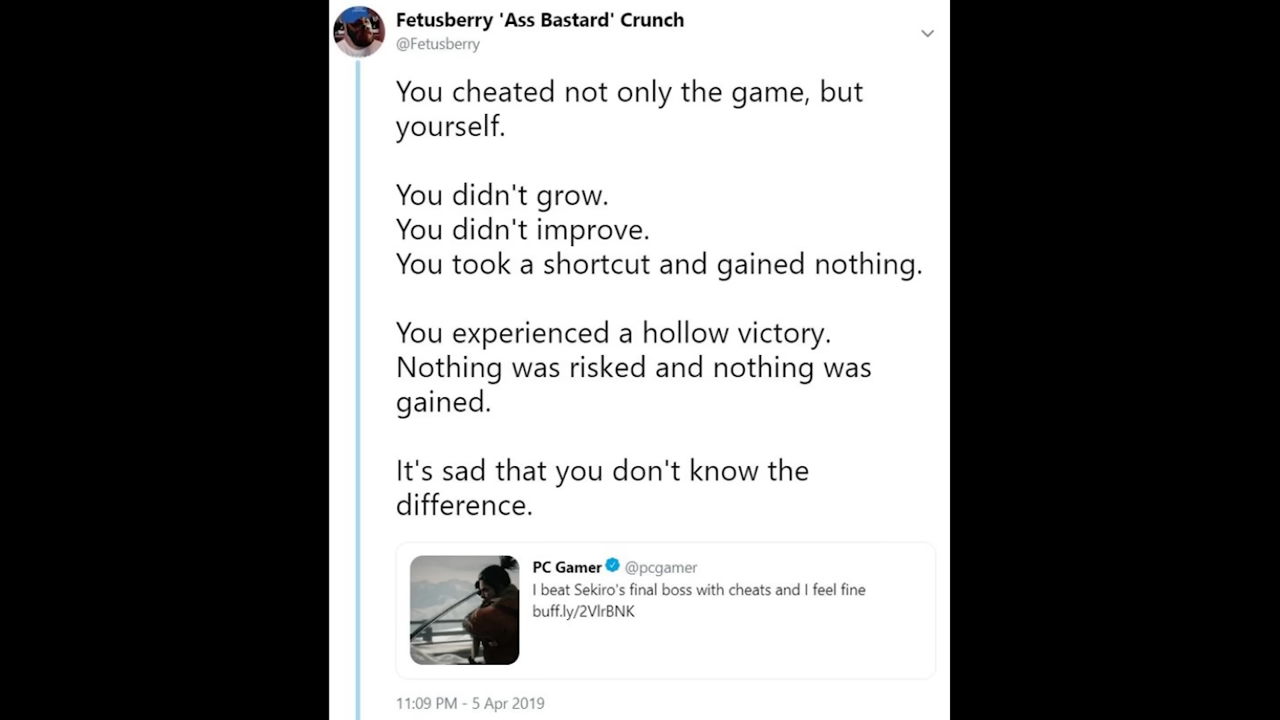 Fetusberry 'Ass Bastard' Crunch
@Fetusberry
You cheated not only the game, but
yourself.
You didn't grow.
You didn't improve.
You took a shortcut and gained nothing.
You experienced a hollow victory.
Nothing was risked and nothing was
gained.
It's sad that you don't know the
difference.
PC Gamer @pcgamer
I beat Sekiro's final boss with cheats and I feel fine
buff.ly/2VlrBNK
11:09 PM - 5 Apr 2019